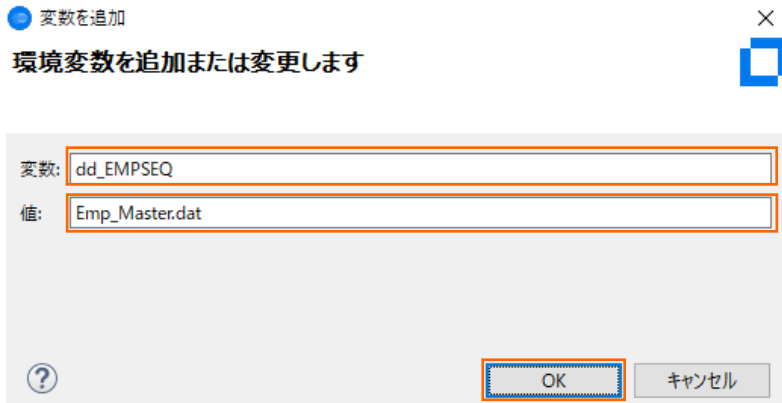 変数を追加
環境変数を追加または変更します
変数: dd_EMPSEQ
値: Emp_Master.dat
?
OK キャンセル